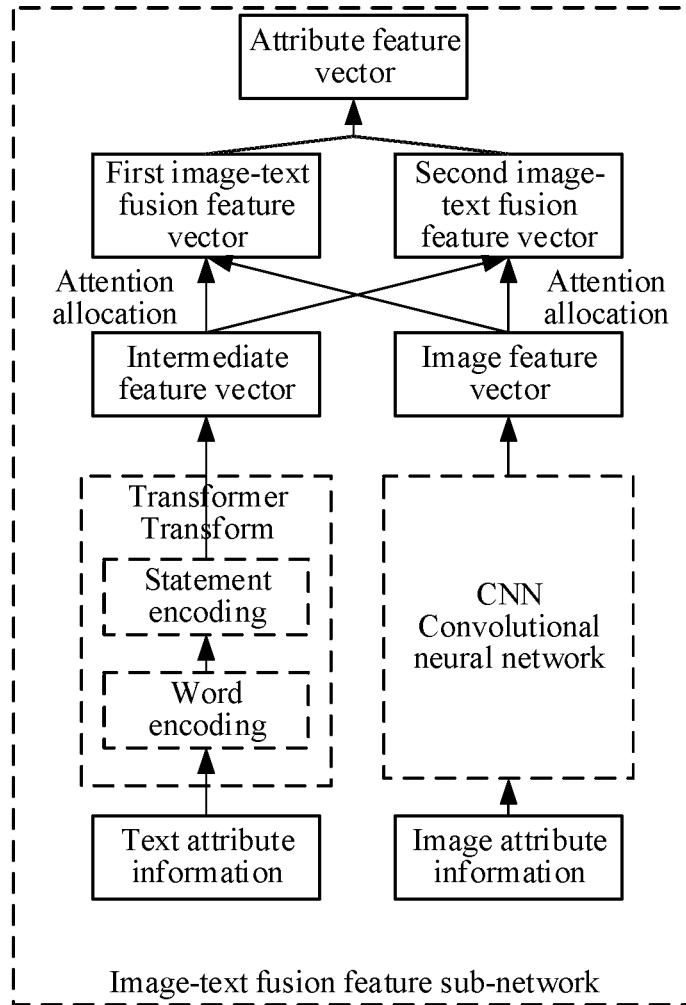 Attribute feature
vector
First image-text
fusion feature
vector
Second image-
text fusion
feature vector
Attention
allocation
Attention
allocation
Intermediate
feature vector
Image feature
vector
Transformer
Transform
Statement
encoding
Word
encoding
CNN
Convolutional
neural network
Text attribute
information
Image attribute
information
Image-text fusion feature sub-network